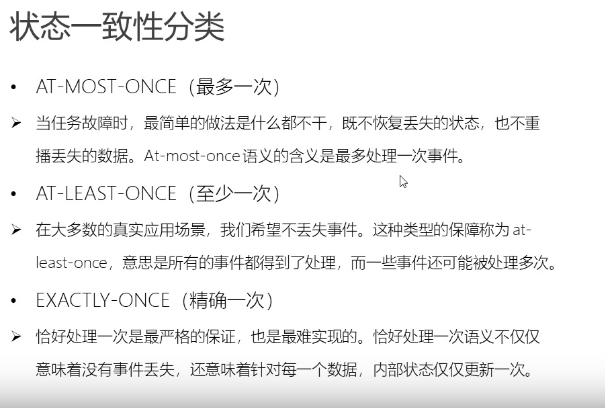 状态一致性分类
• AT-MOST-ONCE（最多一次）
➢ 当任务故障时，最简单的做法是什么都不干，既不恢复丢失的状态，也不重
播丢失的数据。At-most-once 语义的含义是最多处理一次事件。
• AT-LEAST-ONCE（至少一次）
➢ 在大多数的真实应用场景，我们希望不丢失事件。这种类型的保障称为 at-
least-once，意思是所有的事件都得到了处理，而一些事件还可能被处理多次。
• EXACTLY-ONCE（精确一次）
➢ 恰好处理一次是最严格的保证，也是最难实现的。恰好处理一次语义不仅仅
意味着没有事件丢失，还意味着针对每一个数据，内部状态仅仅更新一次。